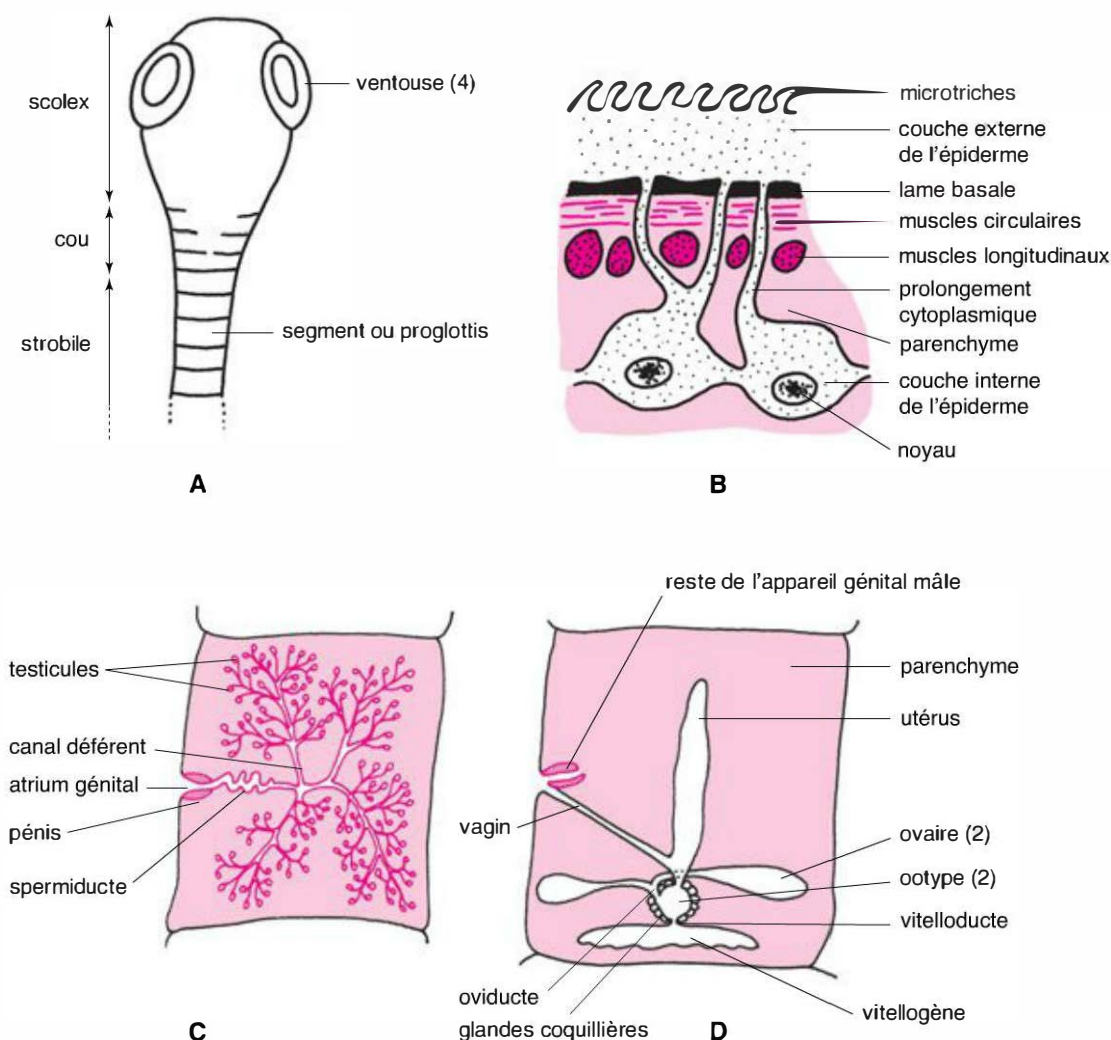 scolex
ventouse (4)
cou
strobile
segment ou proglottis
A
microtriches
couche externe
de l'épiderme
lame basale
muscles circulaires
muscles longitudinaux
prolongement
cytoplasmique
parenchyme
couche interne
de l'épiderme
noyau
B
testicules
canal déférent
atrium génital
pénis
spermiducte
C
reste de l'appareil génital mâle
parenchyme
utérus
vagin
ovaire (2)
ootype (2)
vitelloducte
oviducte
glandes coquillières
vitellogène
D